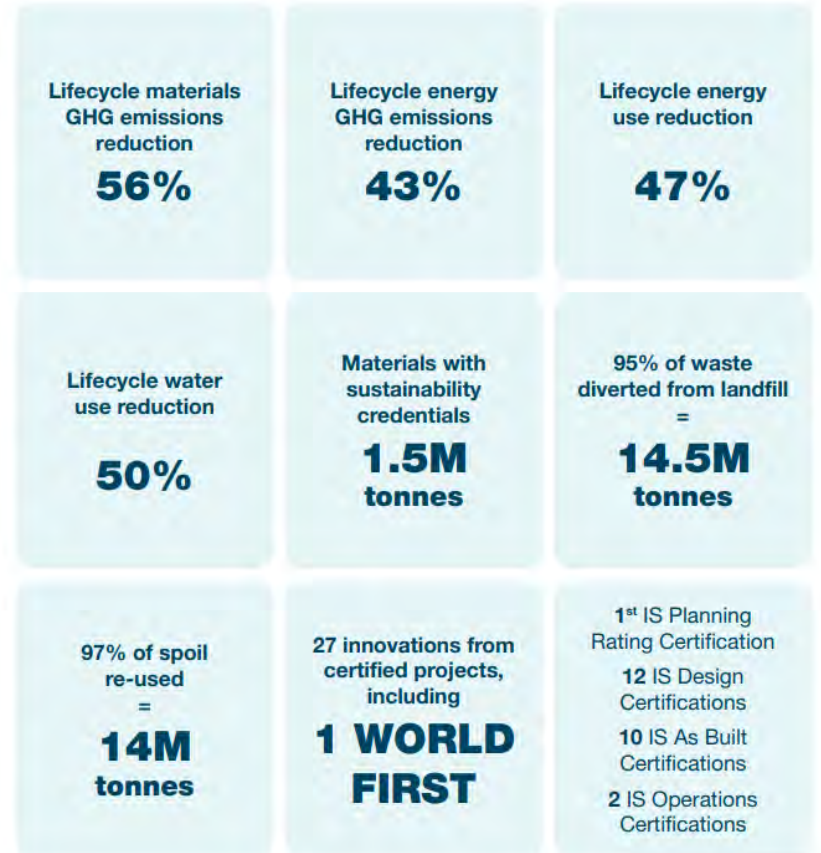 Lifecycle materials
GHG emissions
reduction
56%
Lifecycle energy
GHG emissions
reduction
43%
Lifecycle energy
use reduction
47%
Lifecycle water
use reduction
50%
Materials with
sustainability
credentials
1.5M
tonnes
95% of waste
diverted from landfill
=
14.5M
tonnes
97% of spoil
re-used
=
14M
tonnes
27 innovations from
certified projects,
including
1 WORLD
FIRST
1st IS Planning
Rating Certification
12 IS Design
Certifications
10 IS As Built
Certifications
2 IS Operations
Certifications